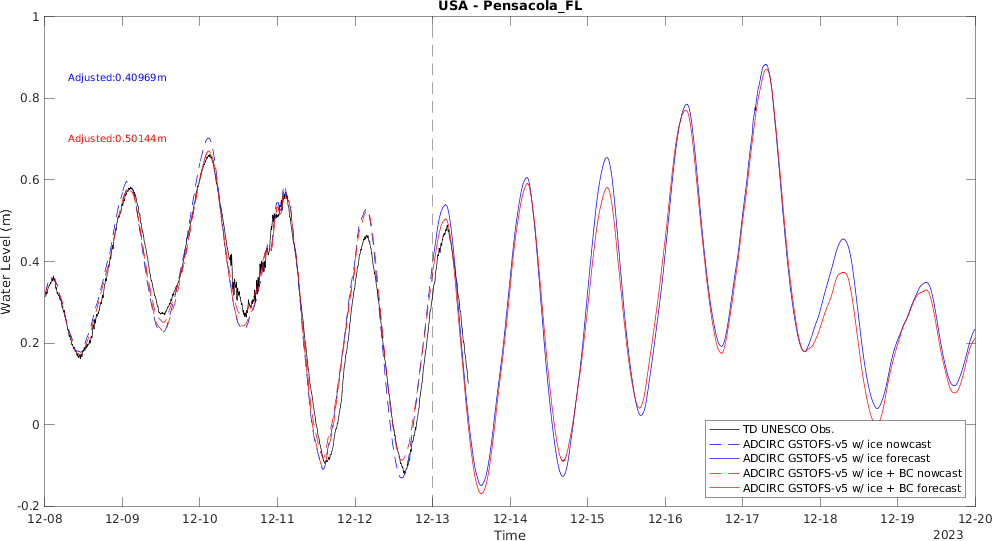 USA - Pensacola_FL
1
0.8
0.6
0.4
0.2
0
-0.2
Water Level (m)
Adjusted:0.40969m
Adjusted:0.50144m
TD UNESCO Obs.
ADCIRC GSTOFS-v5 w/ ice nowcast
ADCIRC GSTOFS-v5 w/ ice forecast
ADCIRC GSTOFS-v5 w/ ice + BC nowcast
ADCIRC GSTOFS-v5 w/ ice + BC forecast
12-08 12-09 12-10 12-11 12-12 12-13 12-14 12-15 12-16 12-17 12-18 12-19 12-20
Time
2023